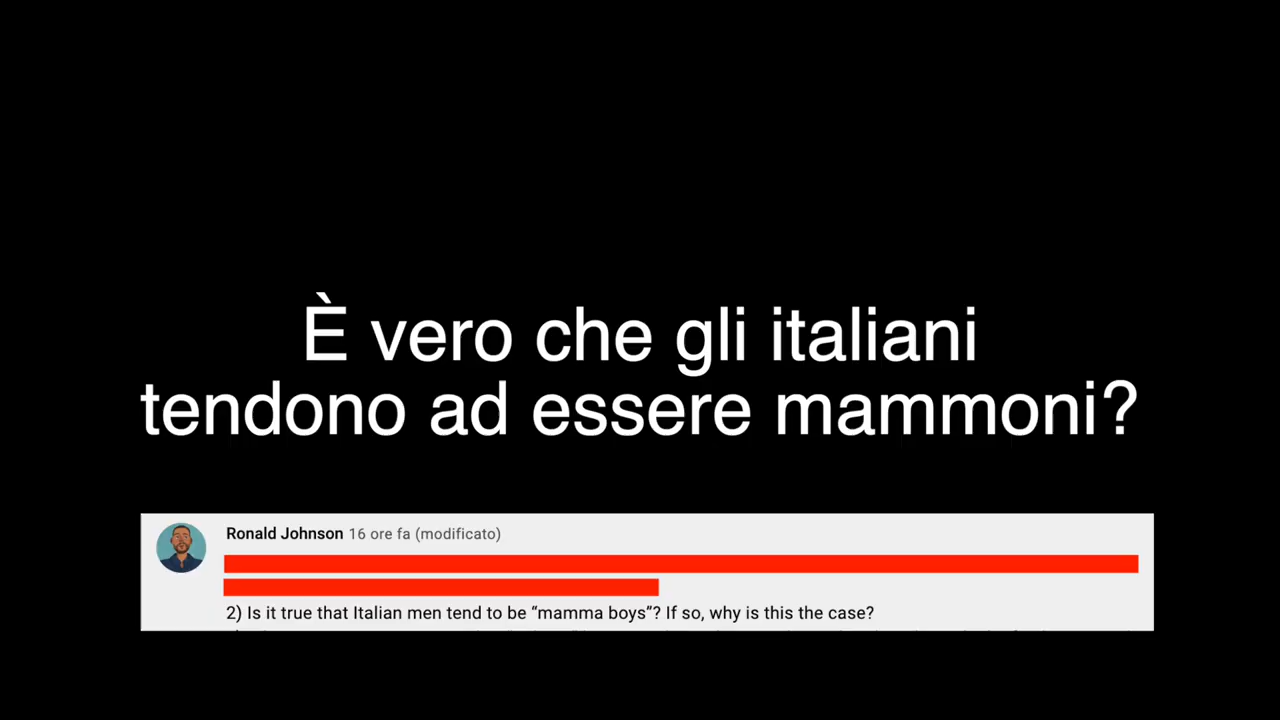 È vero che gli italiani
tendono ad essere mammoni?
Ronald Johnson 16 ore fa (modificato)
2) Is it true that Italian men tend to be “mamma boys”? If so, why is this the case?